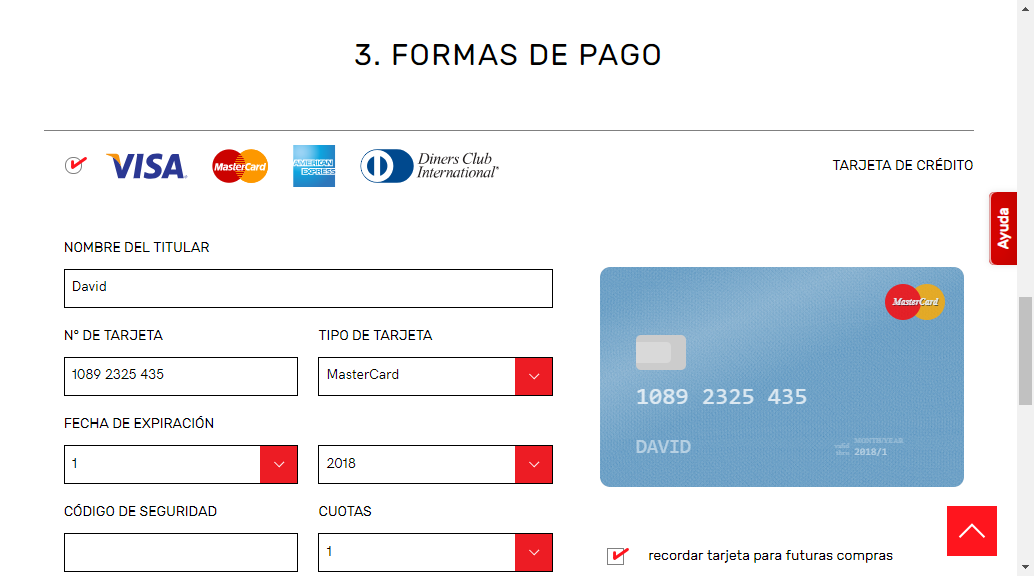 3. FORMAS DE PAGO
VISA MasterCard AMERICAN EXPRESS Diners Club International® TARJETA DE CRÉDITO
Ayuda
NOMBRE DEL TITULAR
David
N° DE TARJETA TIPO DE TARJETA
1089 2325 435 MasterCard
FECHA DE EXPIRACIÓN
1 2018
CÓDIGO DE SEGURIDAD CUOTAS
1
MasterCard
1089 2325 435
DAVID
MONTH/YEAR
valid thru 2018/1
recordar tarjeta para futuras compras